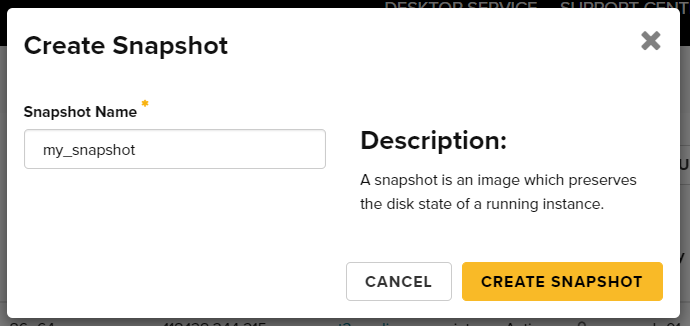 DESKTOP SERVICE SUPPORT CENT
Create Snapshot
Snapshot Name *
my_snapshot
Description:
A snapshot is an image which preserves
the disk state of a running instance.
CANCEL
CREATE SNAPSHOT